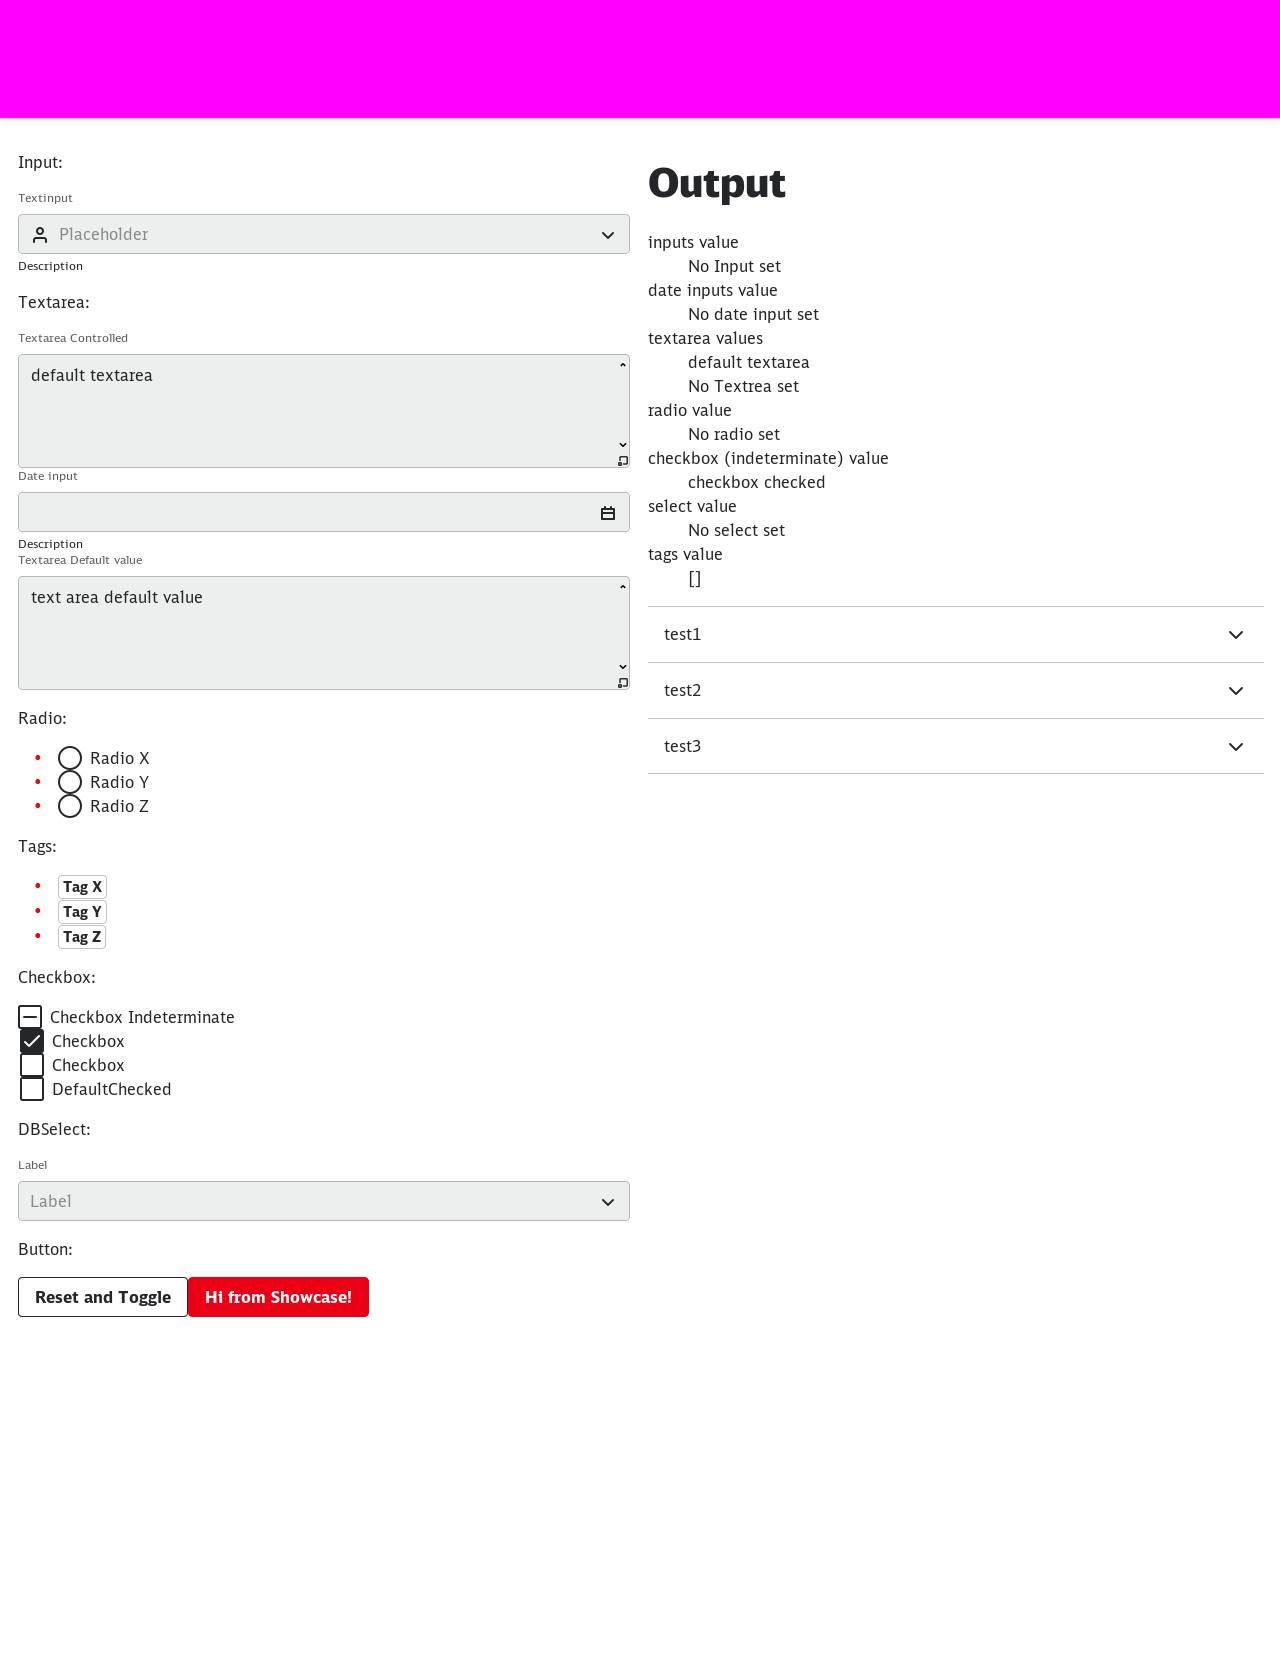 Input:
Textinput
Placeholder
Description
Textarea:
Textarea Controlled
default textarea
Date input
Description
Textarea Default value
text area default value
Radio:
Radio X
Radio Y
Radio Z
Tags:
Tag X
Tag Y
Tag Z
Checkbox:
Checkbox Indeterminate
Checkbox
Checkbox
DefaultChecked
DBSelect:
Label
Label
Button:
Reset and Toggle
Hi from Showcase!
Output
inputs value
No Input set
date inputs value
No date input set
textarea values
default textarea
No Textrea set
radio value
No radio set
checkbox (indeterminate) value
checkbox checked
select value
No select set
tags value
[]
test1
test2
test3